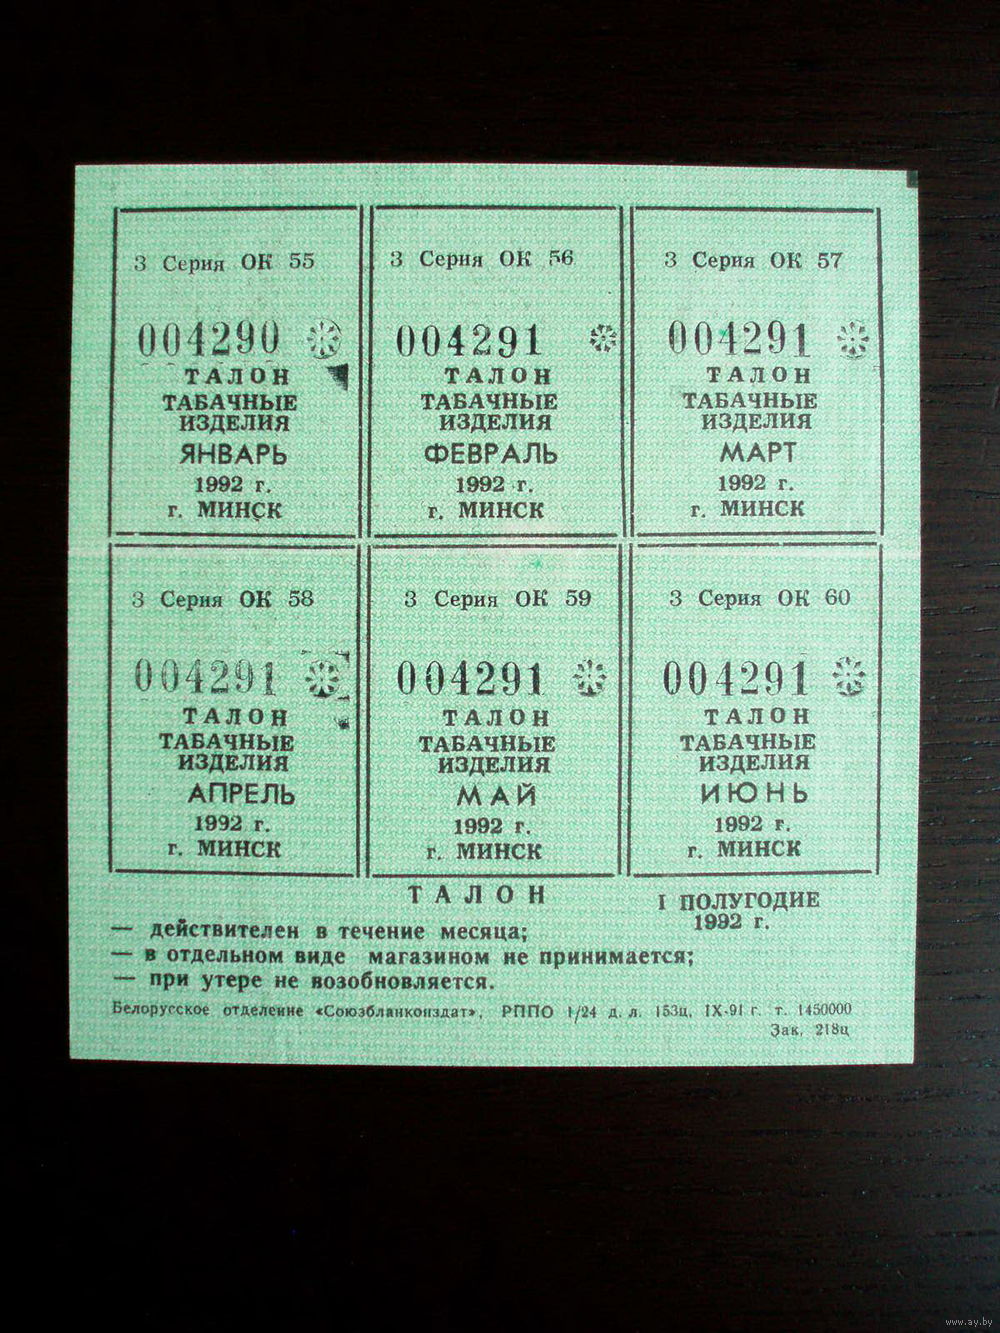 3 Серия ОК 55
004290
ТАЛОН
ТАБАЧНЫЕ
ИЗДЕЛИЯ
ЯНВАРЬ
1992 г.
г. МИНСК
3 Серия ОК 56
004291
ТАЛОН
ТАБАЧНЫЕ
ИЗДЕЛИЯ
ФЕВРАЛЬ
1992 г.
г. МИНСК
3 Серия ОК 57
004291
ТАЛОН
ТАБАЧНЫЕ
ИЗДЕЛИЯ
МАРТ
1992 г.
г. МИНСК
3 Серия ОК 58
004291
ТАЛОН
ТАБАЧНЫЕ
ИЗДЕЛИЯ
АПРЕЛЬ
1992 г.
г. МИНСК
3 Серия ОК 59
004291
ТАЛОН
ТАБАЧНЫЕ
ИЗДЕЛИЯ
МАЙ
1992 г.
г. МИНСК
3 Серия ОК 60
004291
ТАЛОН
ТАБАЧНЫЕ
ИЗДЕЛИЯ
ИЮНЬ
1992 г.
г. МИНСК
ТАЛОН
I ПОЛУГОДИЕ
1992 г.
— действителен в течение месяца;
— в отдельном виде магазином не принимается;
— при утере не возобновляется.
Белорусское отделение «Союзбланкоиздат», РППО 1/24 д. л. 153ц, IX-91 г. т. 1450000
Зак. 218ц
www.ay.by